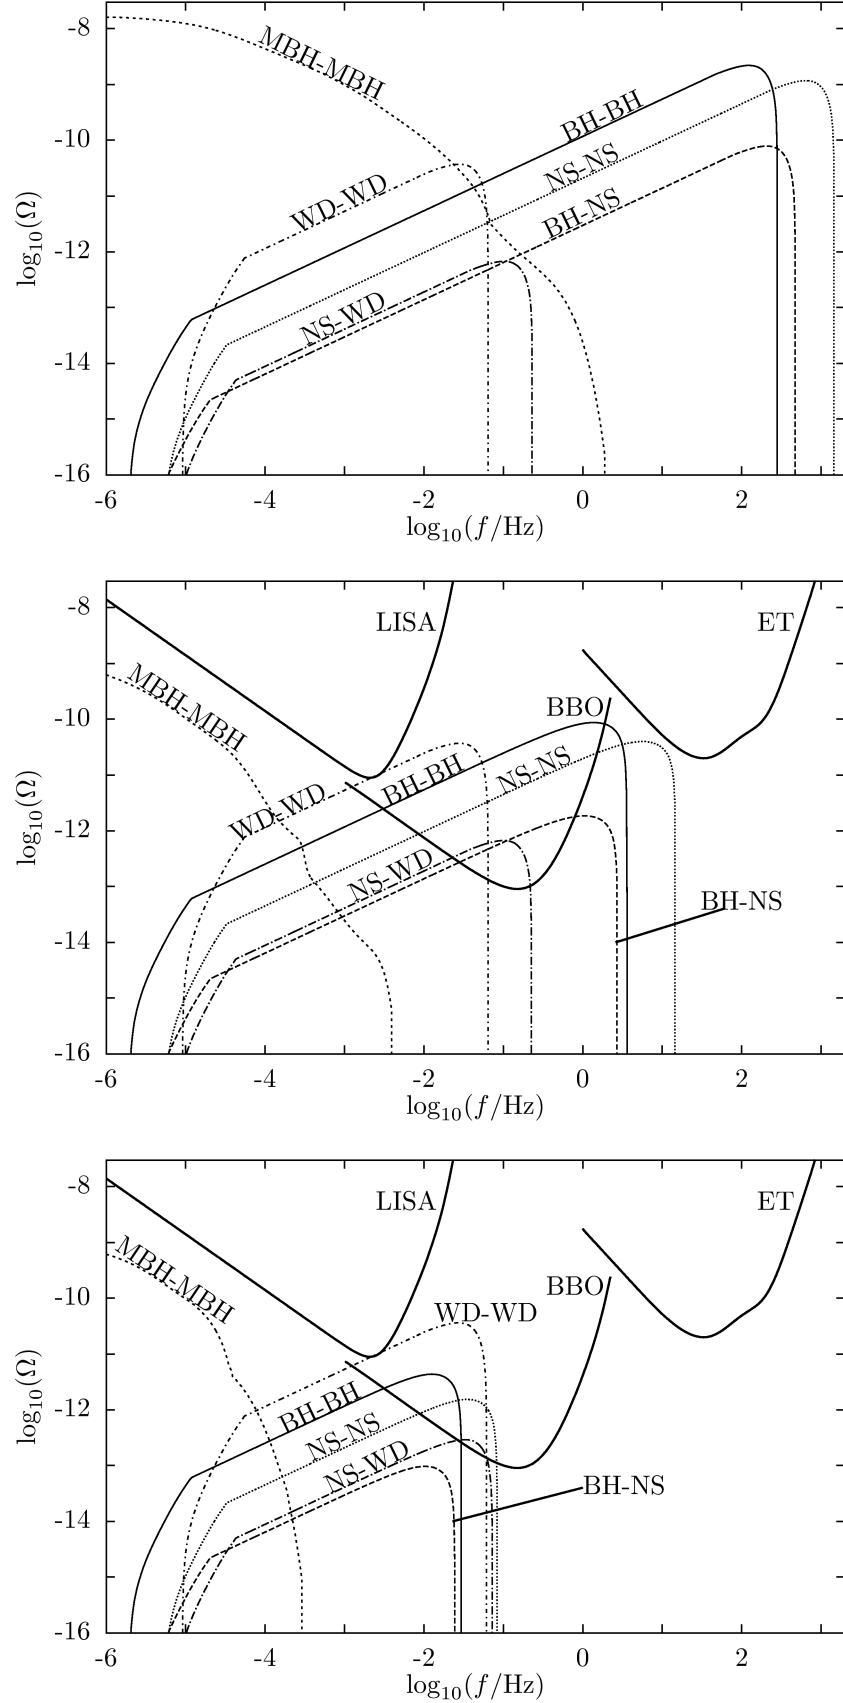 -8
-10
-12
-14
-16
log10(Ω)
MBH-MBH
BH-BH
NS-NS
BH-NS
WD-WD
NS-WD
-6 -4 -2 0 2
log10(f/Hz)
-8
-10
-12
-14
-16
log10(Ω)
LISA
ET
MBH-MBH
BBO
NS-NS
BH-BH
WD-WD
NS-WD
BH-NS
-6 -4 -2 0 2
log10(f/Hz)
-8
-10
-12
-14
-16
log10(Ω)
LISA
ET
MBH-MBH
BBO
WD-WD
BH-BH
NS-NS
NS-WD
BH-NS
-6 -4 -2 0 2
log10(f/Hz)